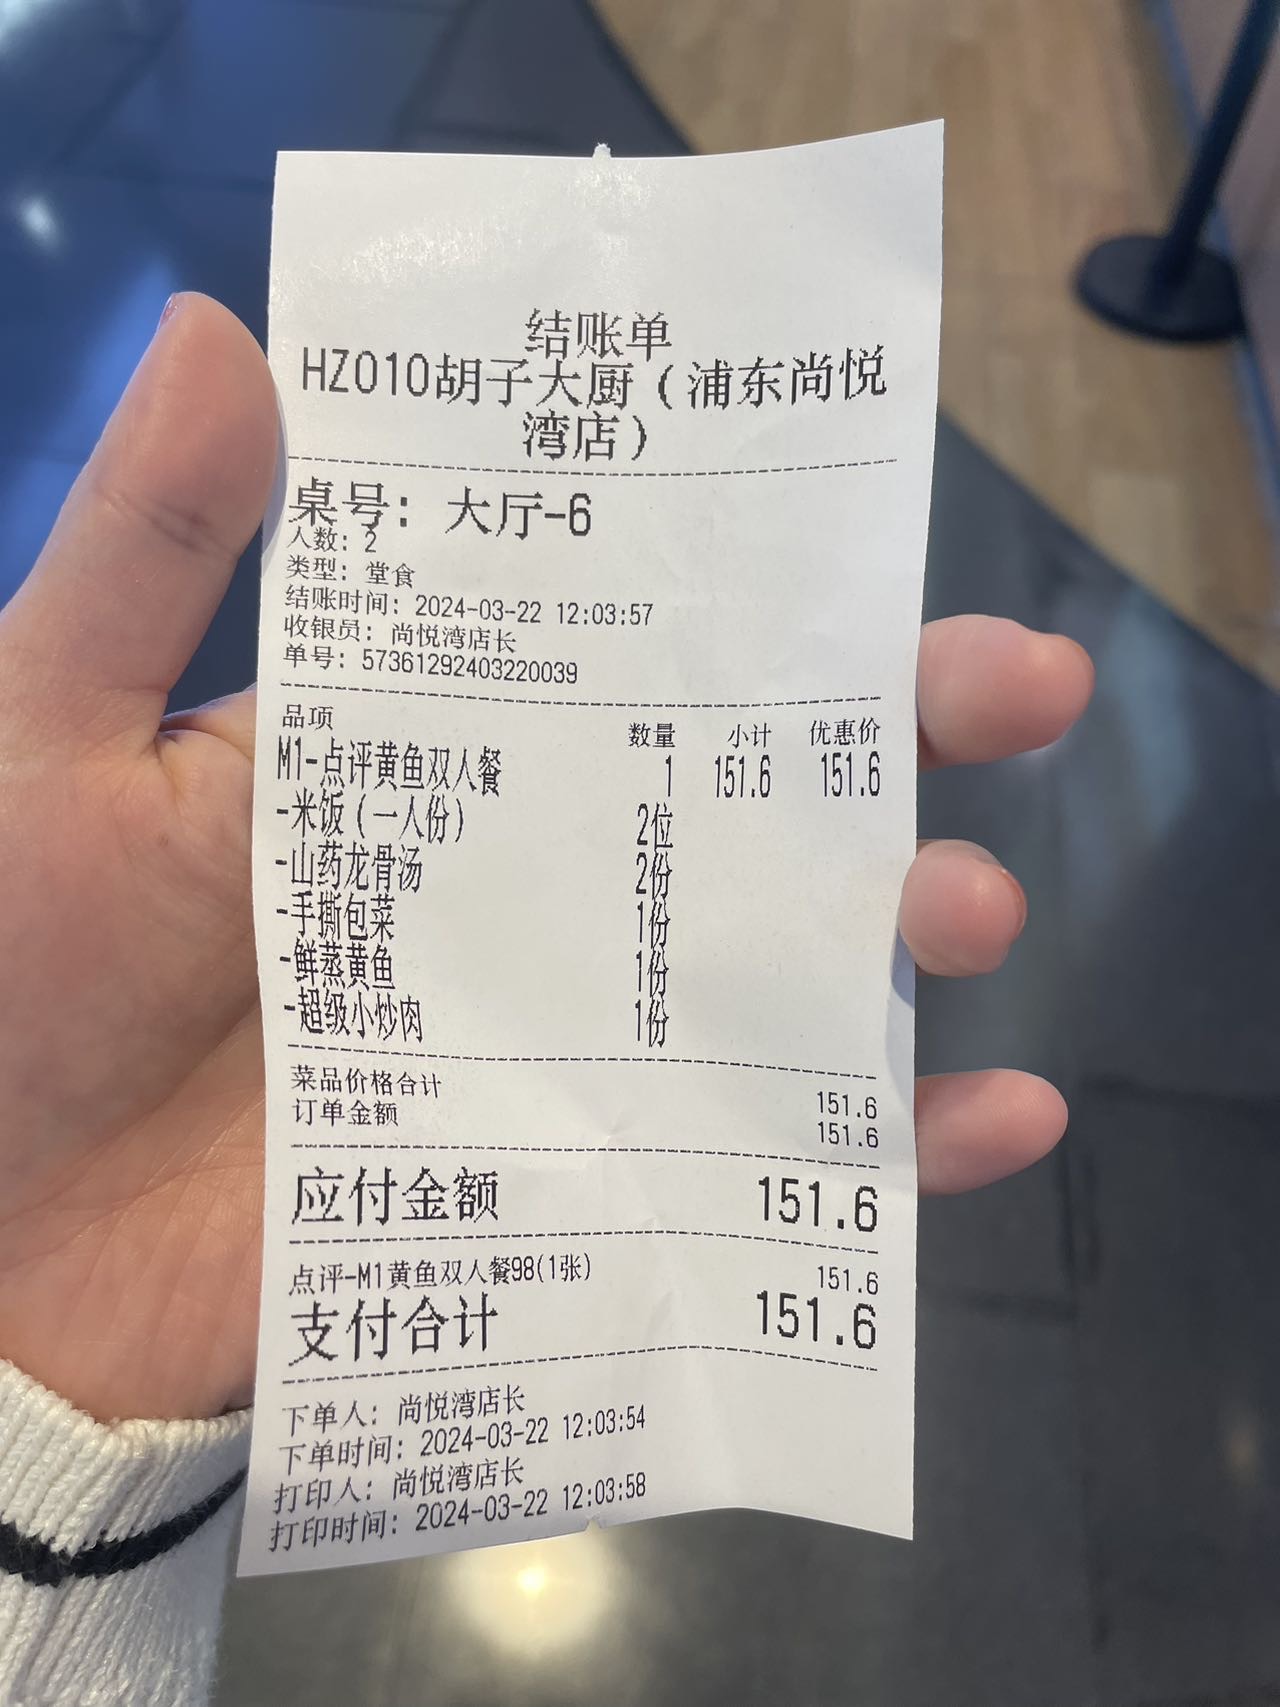 结账单
HZ010胡子大厨（浦东尚悦
湾店）
桌号：大厅-6
人数：2
类型：堂食
结账时间：2024-03-22 12:03:57
收银员：尚悦湾店长
单号：573612924032200​39
品项 数量 小计 优惠价
M1-点评黄鱼双人餐 1 151.6 151.6
-米饭（一人份） 2位
-山药龙骨汤 2份
-手撕包菜 1份
-鲜蒸黄鱼 1份
-超级小炒肉 1份
菜品价格合计 151.6
订单金额 151.6
应付金额 151.6
点评-M1黄鱼双人餐98(1张) 151.6
支付合计 151.6
下单人：尚悦湾店长
下单时间：2024-03-22 12:03:54
打印人：尚悦湾店长
打印时间：2024-03-22 12:03:58